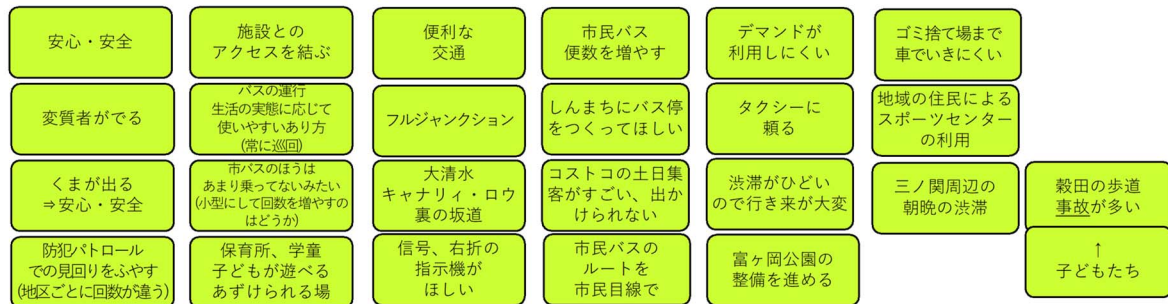 安心・安全
施設との
アクセスを結ぶ
便利な
交通
市民バス
便数を増やす
デマンドが
利用しにくい
ゴミ捨て場まで
車でいきにくい
変質者がでる
バスの運行
生活の実態に応じて
使いやすいあり方
(常に巡回)
フルジャンクション
しんまちにバス停
をつくってほしい
タクシーに
頼る
地域の住民による
スポーツセンター
の利用
くまが出る
⇒安心・安全
市バスのほうは
あまり乗ってないみたい
(小型にして回数を増やすの
はどうか)
大清水
キャナリィ・ロウ
裏の坂道
コストコの土日集
客がすごい、出か
けられない
渋滞がひどい
ので行き来が大変
三ノ関周辺の
朝晩の渋滞
穀田の歩道
事故が多い
防犯パトロール
での見回りをふやす
(地区ごとに回数が違う)
保育所、学童
子どもが遊べる
あずけられる場
信号、右折の
指示機が
ほしい
市民バスの
ルートを
市民目線で
富ヶ岡公園の
整備を進める
↑
子どもたち